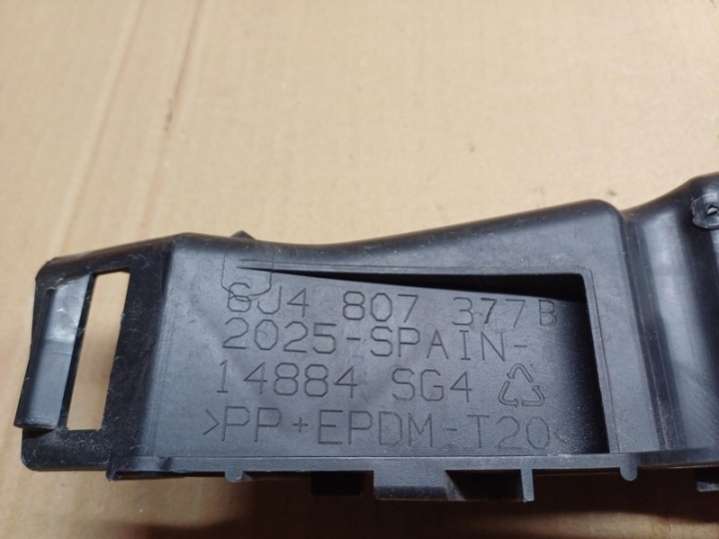 6J4 807 377 B
2025-SPAIN-
14884 SG4
>PP+EPDM-T20<